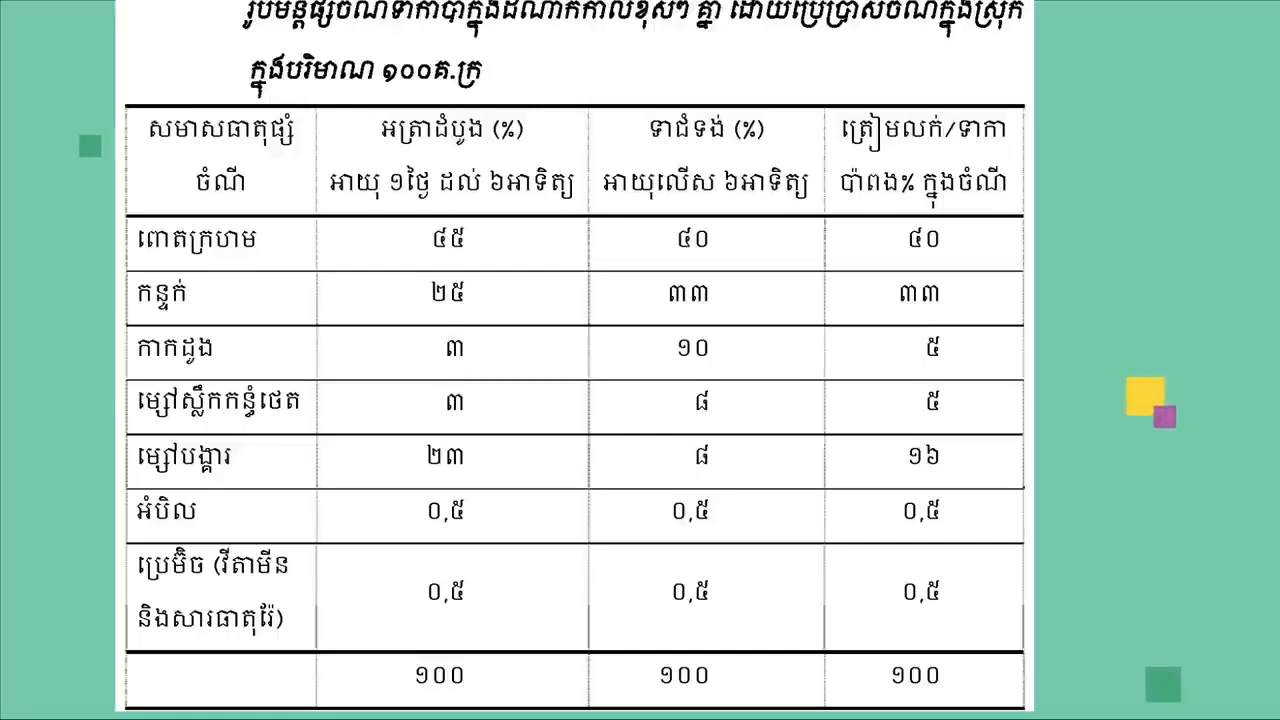 រូបមន្តផ្សំចំណីទាកាប៉ាក្នុងដំណាក់កាលខុសៗ គ្នា ដោយប្រើប្រាស់ចំណីក្នុងស្រុក
ក្នុងបរិមាណ ១០០គ.ក្រ
សមាសធាតុផ្សំ អត្រាដំបូង (%) ទាជំទង់ (%) ត្រៀមលក់/ទាកា
ចំណី អាយុ ១ថ្ងៃ ដល់ ៦អាទិត្យ អាយុលើស ៦អាទិត្យ ប៉ាពង% ក្នុងចំណី
ពោតក្រហម ៤៥ ៤០ ៤០
កន្ទក់ ២៥ ៣៣ ៣៣
កាកដូង ៣ ១០ ៥
ម្សៅស្លឹកកន្ធំថេត ៣ ៨ ៥
ម្សៅបង្គារ ២៣ ៨ ១៦
អំបិល ០,៥ ០,៥ ០,៥
ប្រេម៊ិច (វីតាមីន
និងសារធាតុរ៉ែ) ០,៥ ០,៥ ០,៥
១០០ ១០០ ១០០